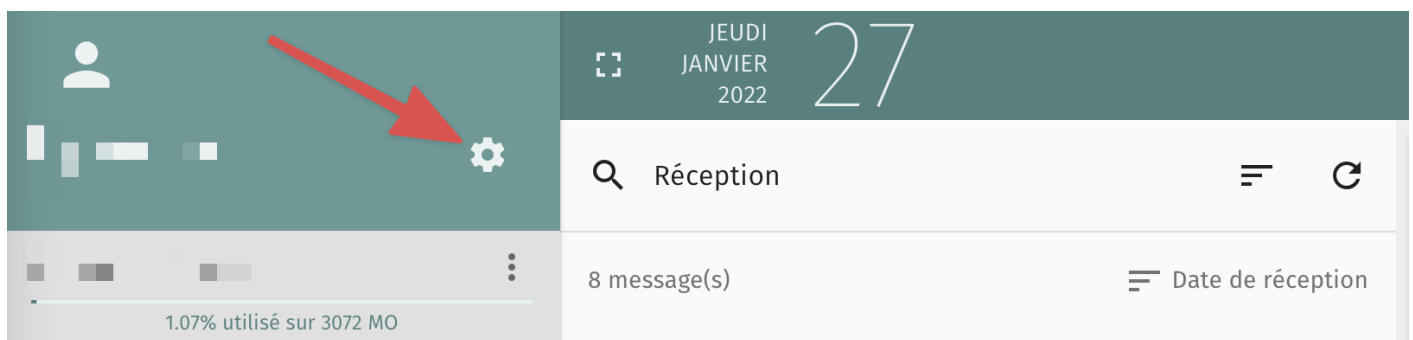 JEUDI
JANVIER
2022
27
Réception
8 message(s)
Date de réception
1.07% utilisé sur 3072 MO